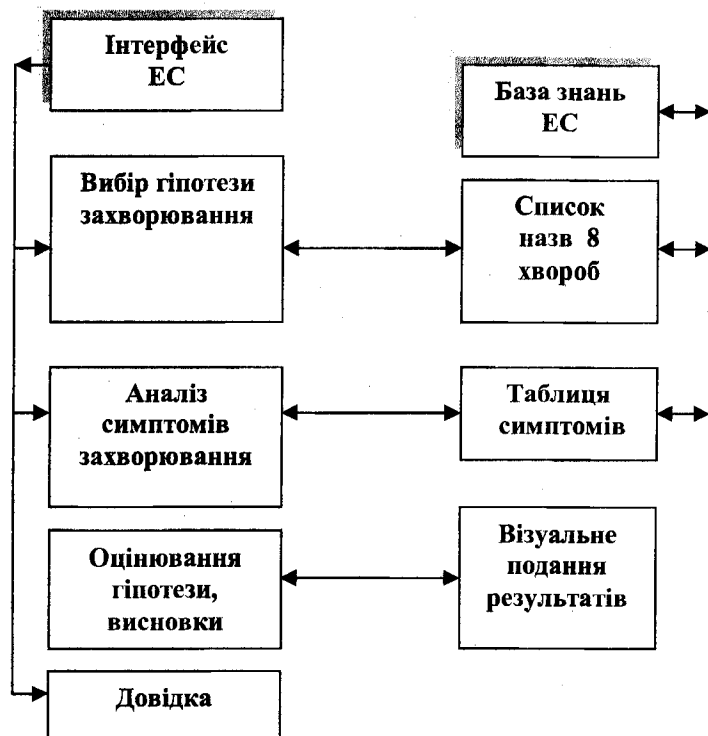 Інтерфейс
ЕС
База знань
ЕС
Вибір гіпотези
захворювання
Список
назв 8
хвороб
Аналіз
симптомів
захворювання
Таблиця
симптомів
Оцінювання
гіпотези,
висновки
Візуальне
подання
результатів
Довідка